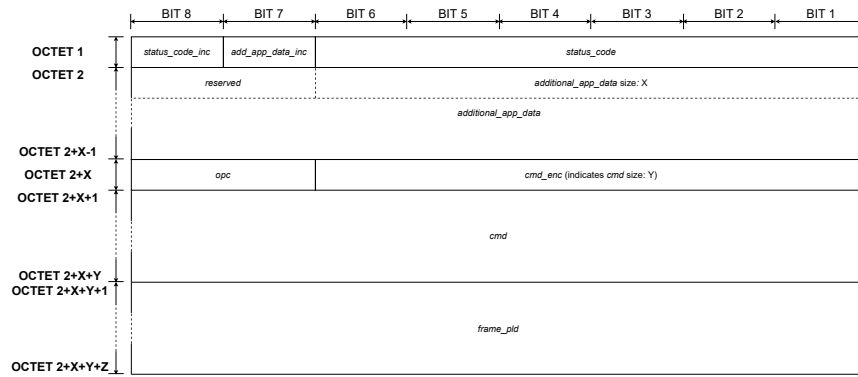 BIT 8 BIT 7 BIT 6 BIT 5 BIT 4 BIT 3 BIT 2 BIT 1
OCTET 1 status_code_inc add_app_data_inc status_code
OCTET 2 reserved additional_app_data size: X
additional_app_data
OCTET 2+X-1
OCTET 2+X opc cmd_enc (indicates cmd size: Y)
OCTET 2+X+1
cmd
OCTET 2+X+Y
OCTET 2+X+Y+1
frame_pld
OCTET 2+X+Y+Z